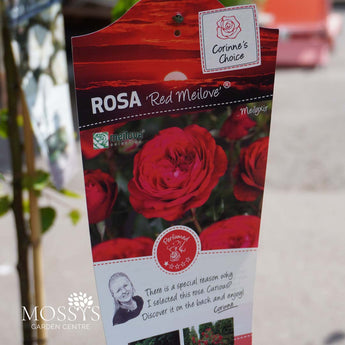 Corinne's
Choice
ROSA 'Red Meilove'®
meilove
selection
Perfumed
There is a special reason why
I selected this rose. Curious?
Discover it on the back and enjoy!
Corinne
MOSSYS
GARDEN CENTRE